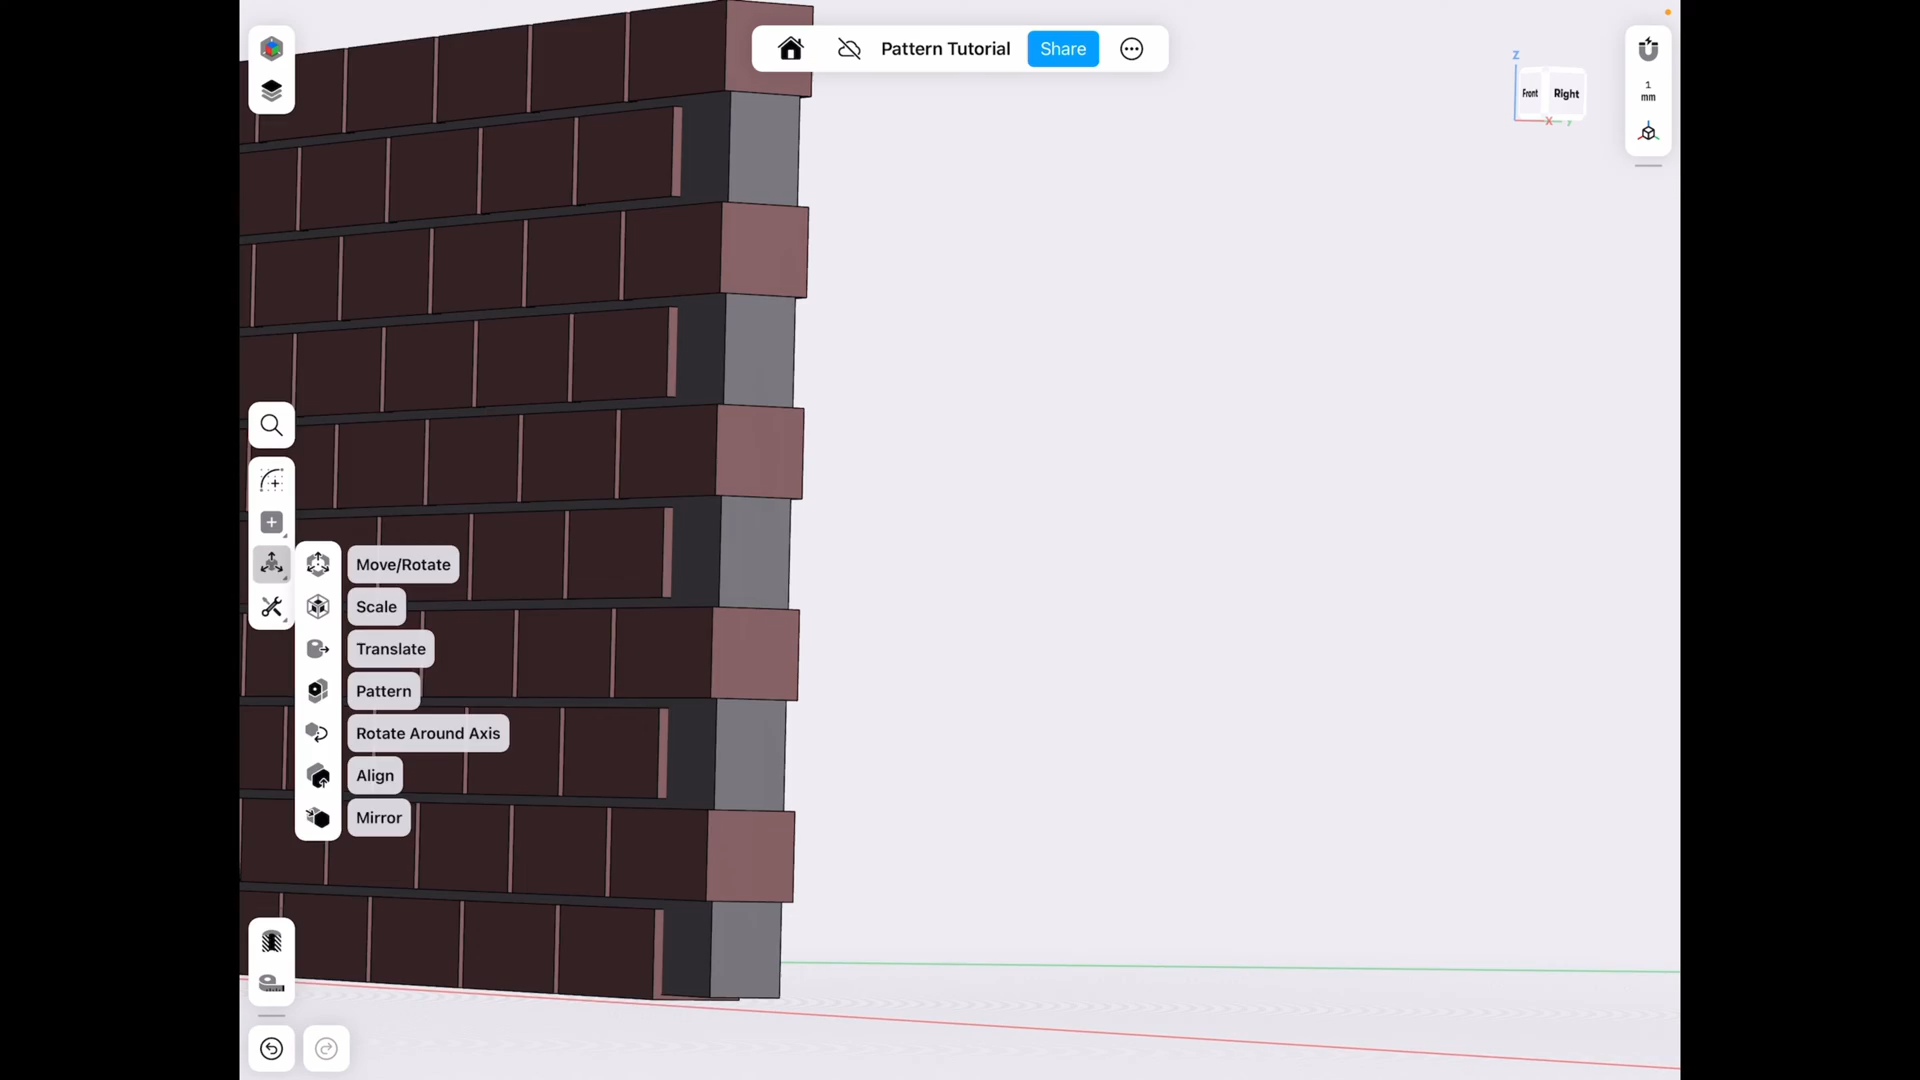 Pattern Tutorial
Share
Z
Front
Right
X
y
1
mm
Move/Rotate
Scale
Translate
Pattern
Rotate Around Axis
Align
Mirror